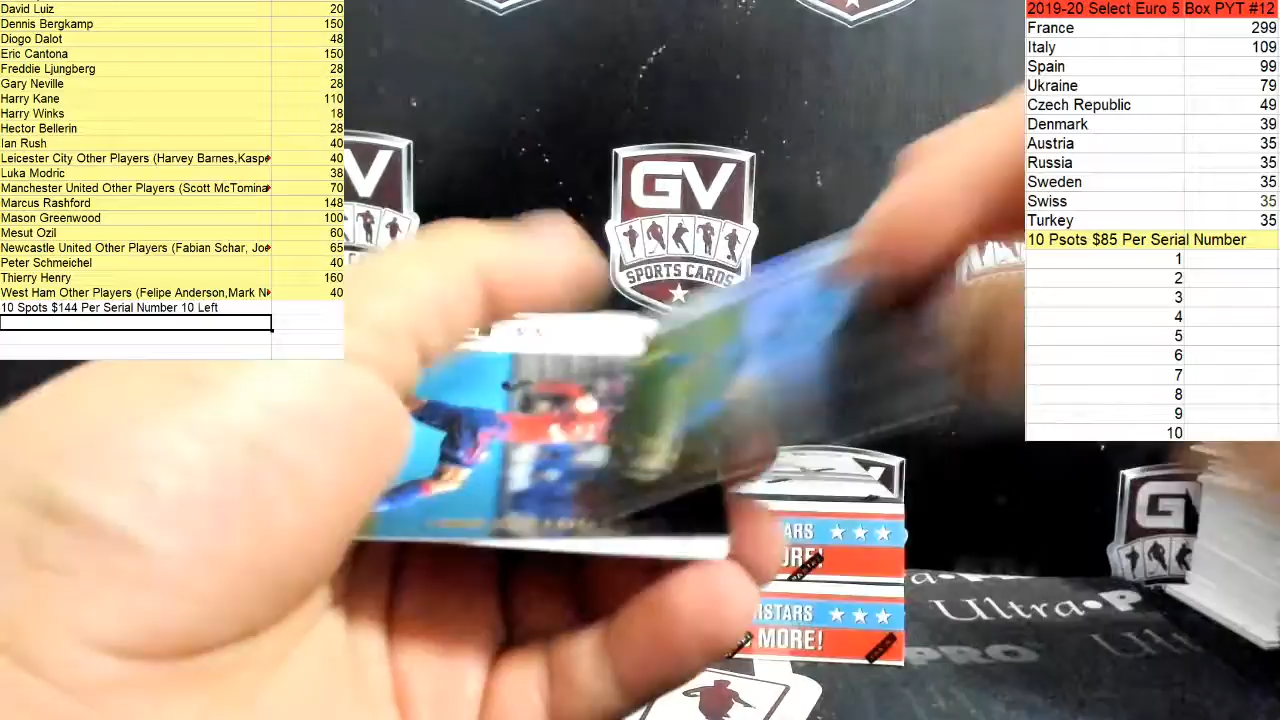 David Luiz 20
Dennis Bergkamp 150
Diogo Dalot 48
Eric Cantona 150
Freddie Ljungberg 28
Gary Neville 28
Harry Kane 110
Harry Winks 18
Hector Bellerin 28
Ian Rush 40
Leicester City Other Players (Harvey Barnes,Kaspe 40
Luka Modric 38
Manchester United Other Players (Scott McTomina 70
Marcus Rashford 148
Mason Greenwood 100
Mesut Ozil 60
Newcastle United Other Players (Fabian Schar, Joe 65
Peter Schmeichel 40
Thierry Henry 160
West Ham Other Players (Felipe Anderson,Mark N 40
10 Spots $144 Per Serial Number 10 Left
2019-20 Select Euro 5 Box PYT #12
France 299
Italy 109
Spain 99
Ukraine 79
Czech Republic 49
Denmark 39
Austria 35
Russia 35
Sweden 35
Swiss 35
Turkey 35
10 Psots $85 Per Serial Number
1
2
3
4
5
6
7
8
9
10
V
GV
SPORTS CARDS
ARS
STARS
MORE!
G
Ultra P
PRO